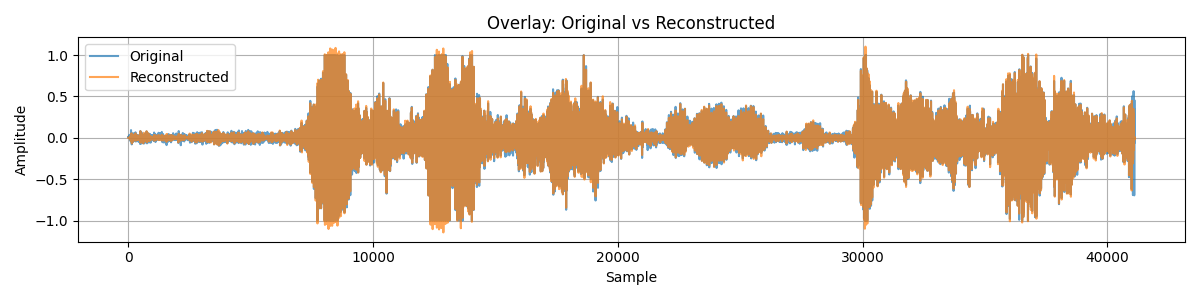 Overlay: Original vs Reconstructed
Original
Reconstructed
1.0
0.5
0.0
−0.5
−1.0
Amplitude
0 10000 20000 30000 40000
Sample